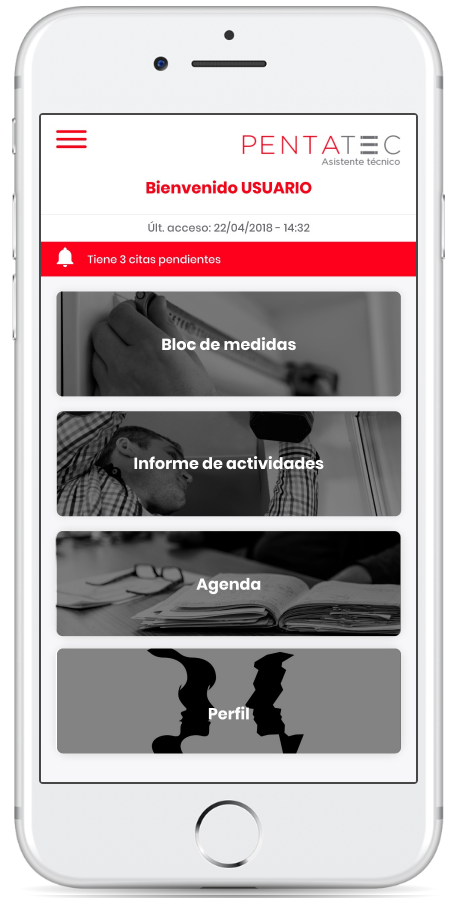 PENTATEC
Asistente técnico
Bienvenido USUARIO
Últ. acceso: 22/04/2018 - 14:32
Tiene 3 citas pendientes
Bloc de medidas
Informe de actividades
Agenda
Perfil